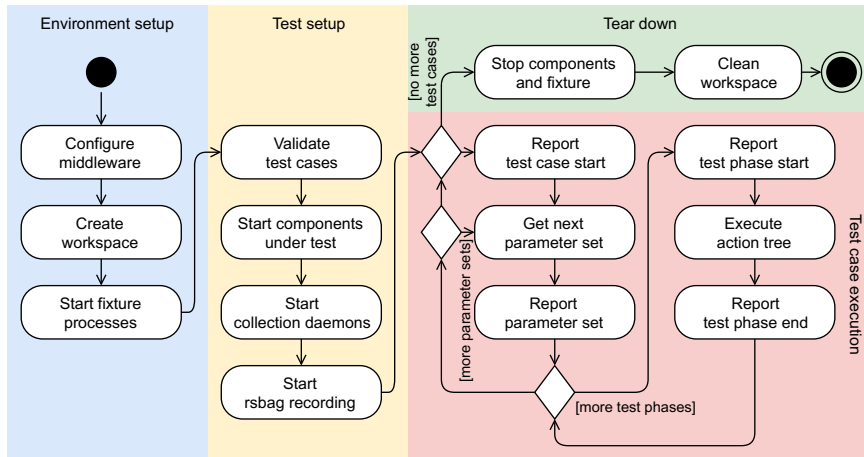 Environment setup
Test setup
Tear down
Configure
middleware
Create
workspace
Start fixture
processes
Validate
test cases
Start components
under test
Start
collection daemons
Start
rsbag recording
[no more
test cases]
Stop components
and fixture
Clean
workspace
Report
test case start
Get next
parameter set
Report
parameter set
[more parameter sets]
[more test phases]
Report
test phase start
Execute
action tree
Report
test phase end
Test case execution